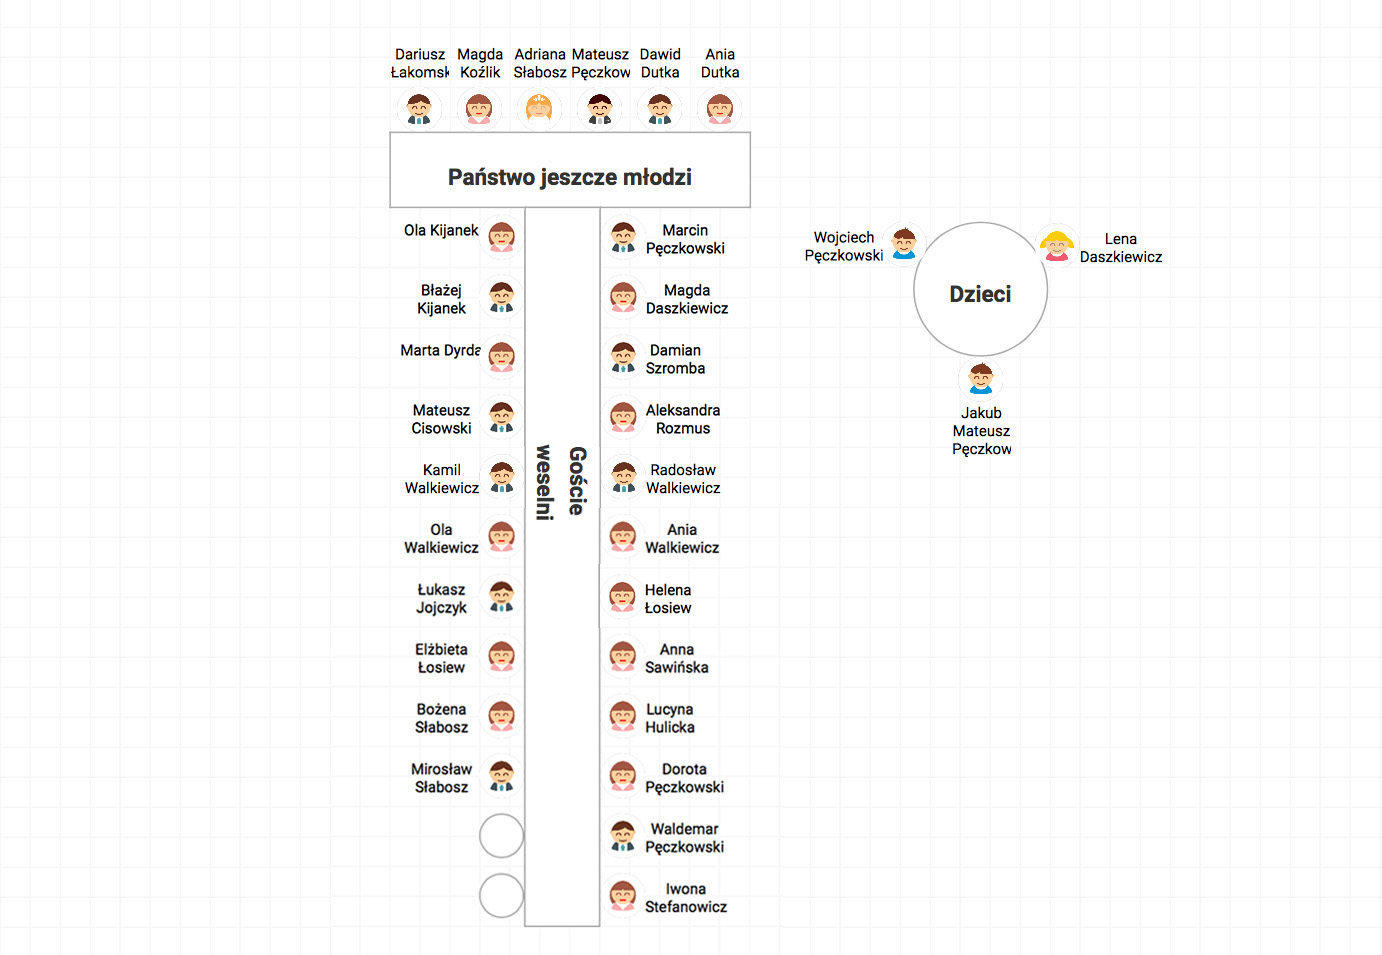 Dariusz
Łakomsk
Magda
Koźlik
Adriana
Słabosz
Mateusz
Pęczkow
Dawid
Dutka
Ania
Dutka
Państwo jeszcze młodzi
Ola Kijanek
Błażej
Kijanek
Marta Dyrda
Mateusz
Cisowski
Kamil
Walkiewicz
Ola
Walkiewicz
Łukasz
Jojczyk
Elżbieta
Łosiew
Bożena
Słabosz
Mirosław
Słabosz
Goście
weselni
Marcin
Pęczkowski
Magda
Daszkiewicz
Damian
Szromba
Aleksandra
Rozmus
Radosław
Walkiewicz
Ania
Walkiewicz
Helena
Łosiew
Anna
Sawińska
Lucyna
Hulicka
Dorota
Pęczkowski
Waldemar
Pęczkowski
Iwona
Stefanowicz
Wojciech
Pęczkowski
Lena
Daszkiewicz
Dzieci
Jakub
Mateusz
Pęczkow